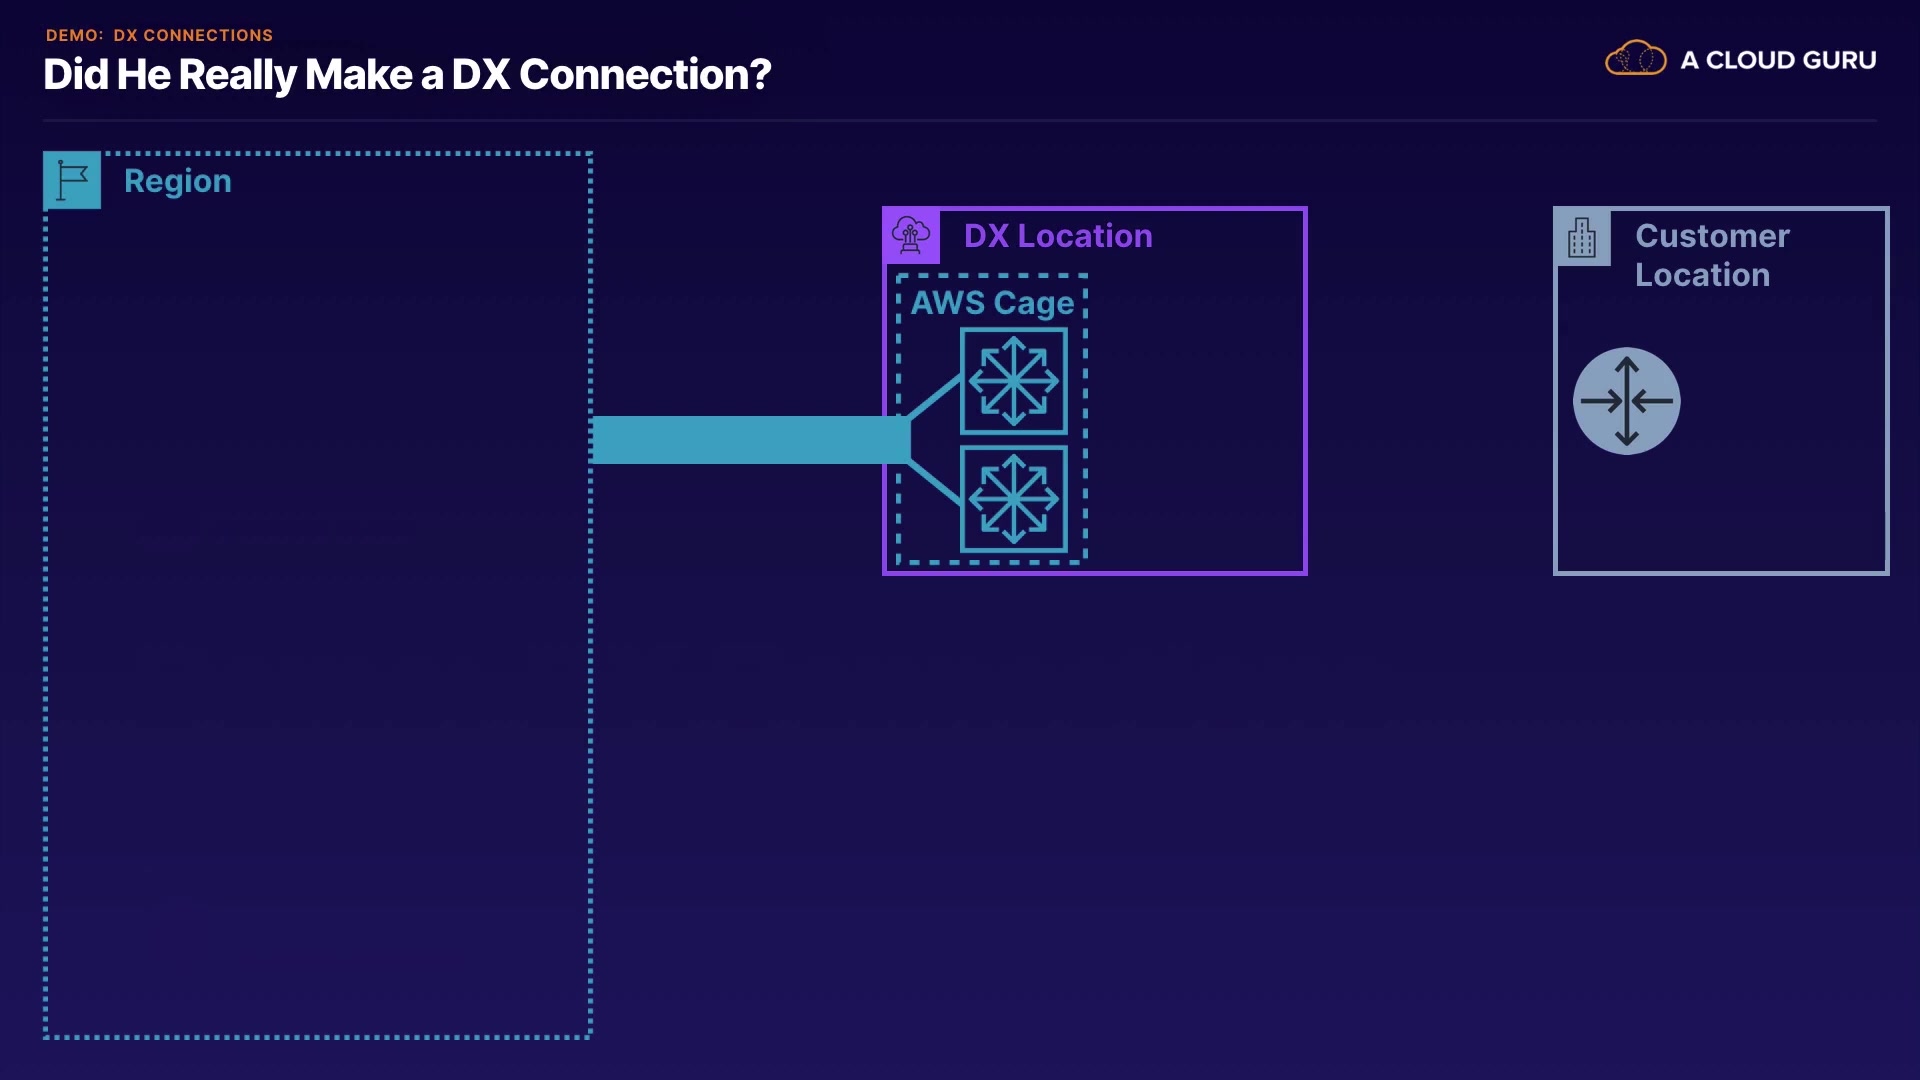 DEMO: DX CONNECTIONS
Did He Really Make a DX Connection?
A CLOUD GURU
Region
DX Location
AWS Cage
Customer
Location